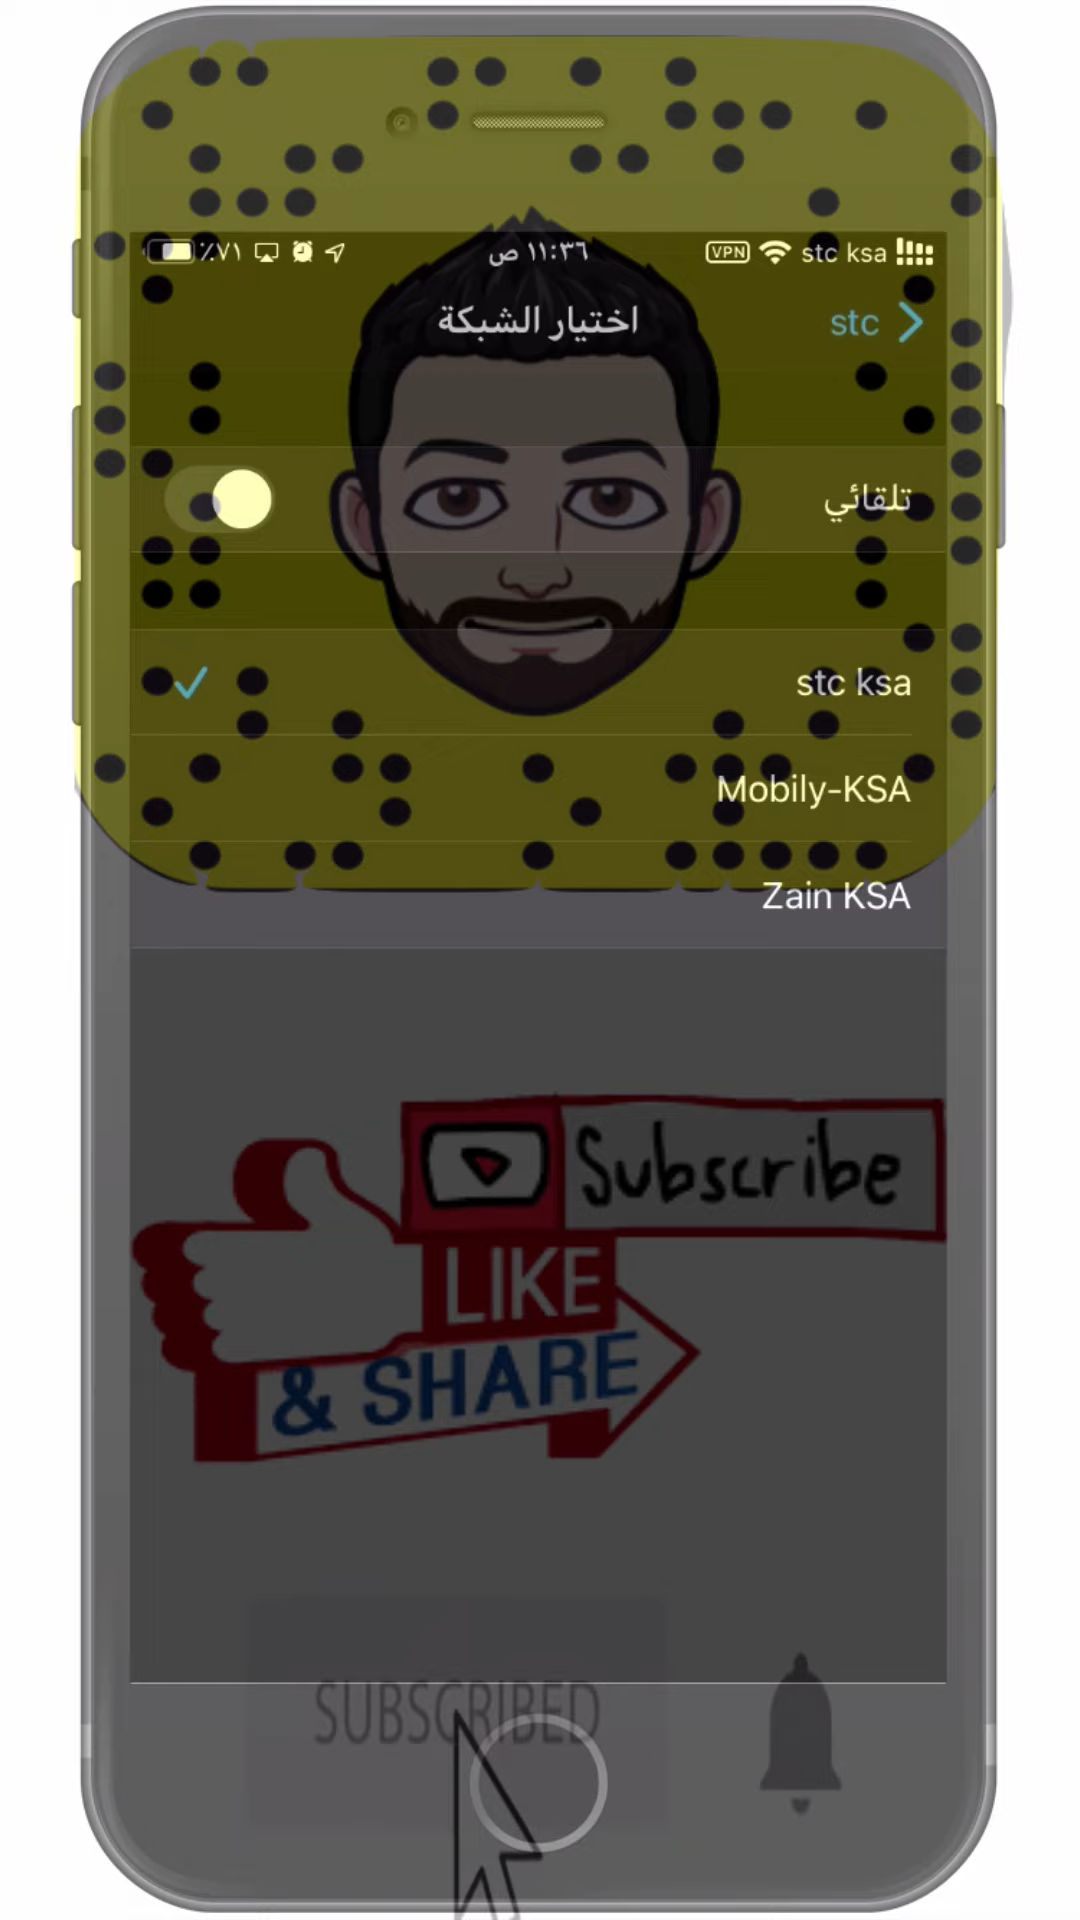 ٪٧١ ١١:٣٦ ص VPN stc ksa
اختيار الشبكة stc
تلقائي
stc ksa
Mobily-KSA
Zain KSA
Subscribe
LIKE
& SHARE
SUBSCRIBED